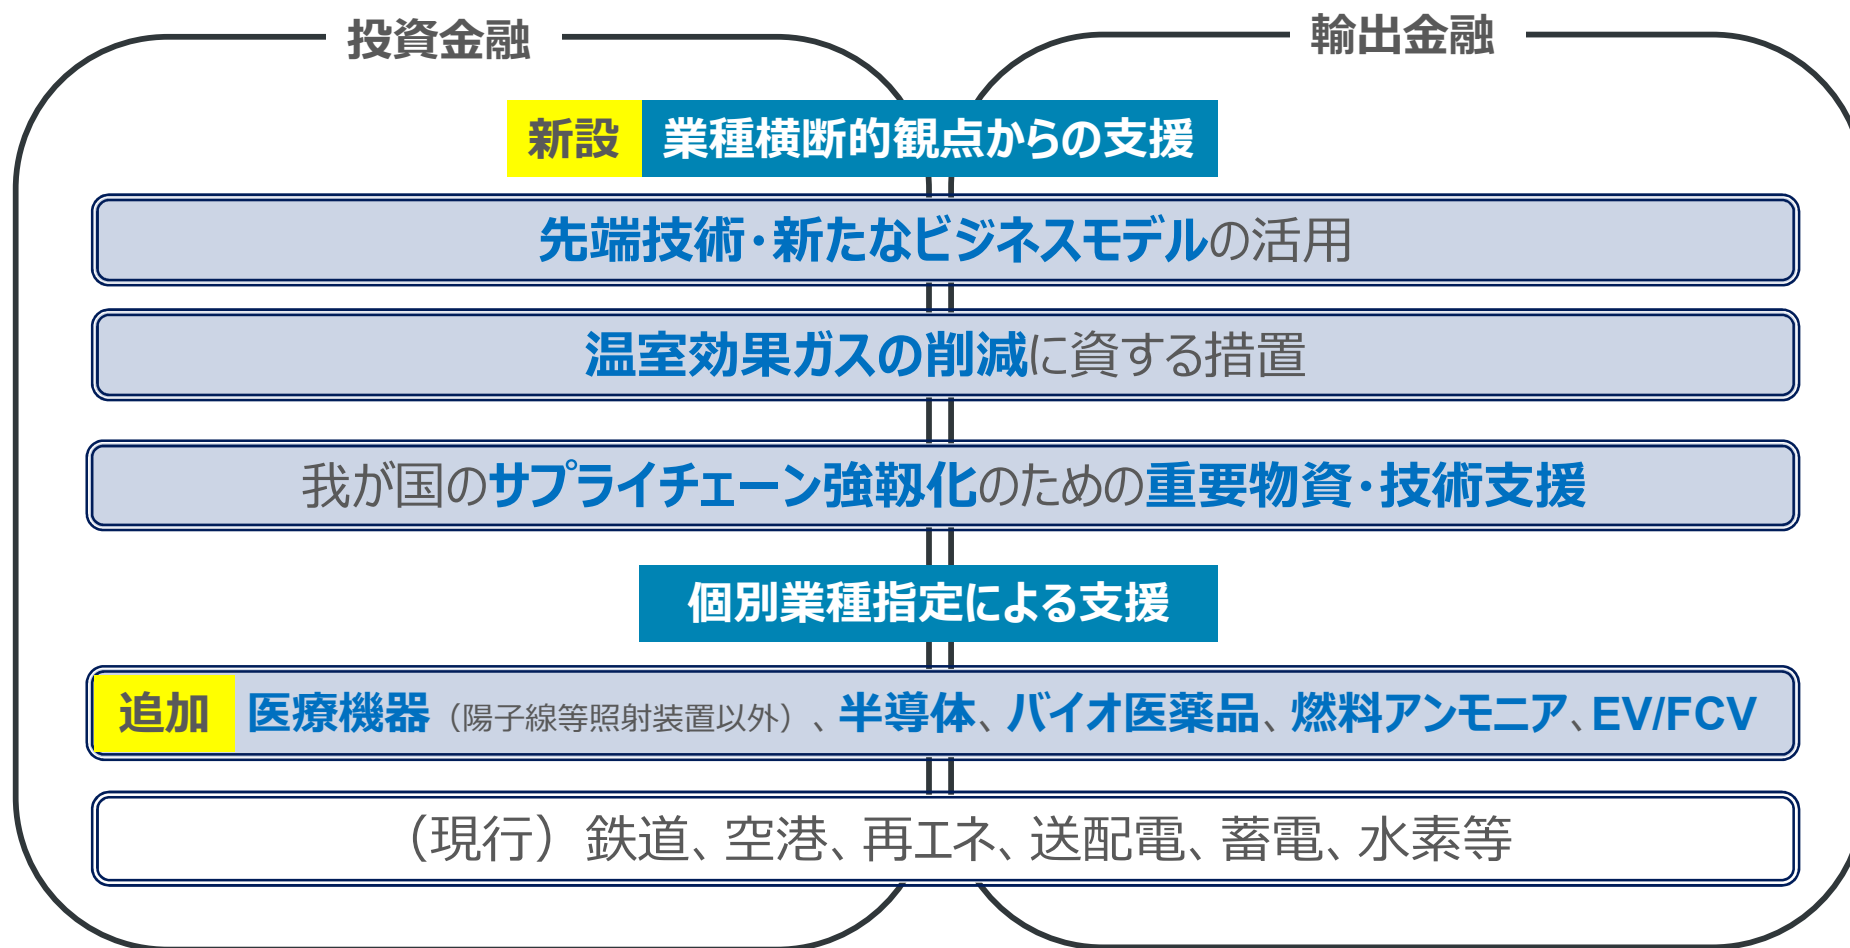 投資金融
輸出金融
新設 業種横断的観点からの支援
先端技術・新たなビジネスモデルの活用
温室効果ガスの削減に資する措置
我が国のサプライチェーン強靱化のための重要物資・技術支援
個別業種指定による支援
追加 医療機器（陽子線等照射装置以外）、半導体、バイオ医薬品、燃料アンモニア、EV/FCV
（現行）鉄道、空港、再エネ、送配電、蓄電、水素等